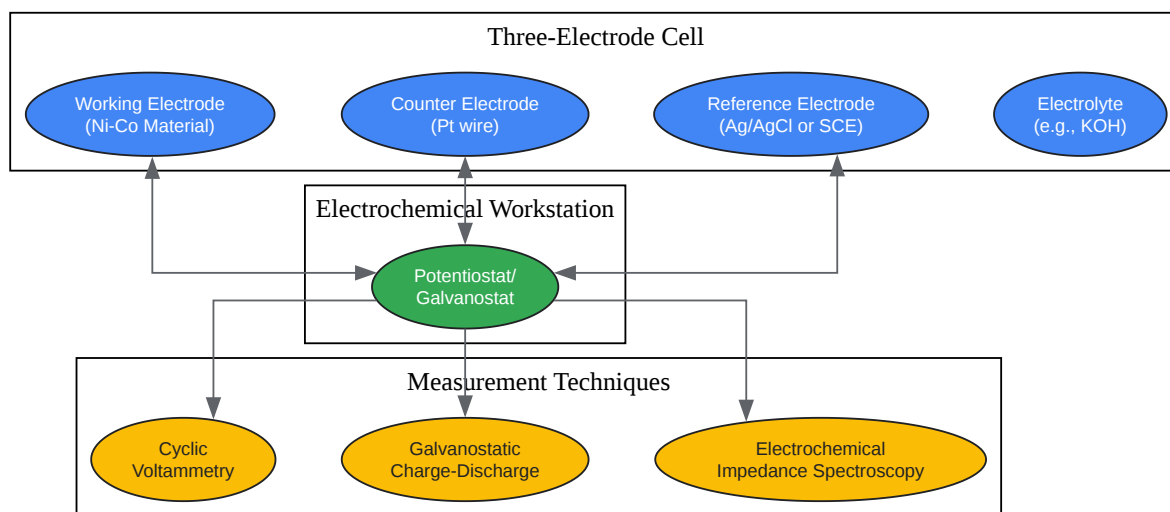 Three-Electrode Cell
Working Electrode
(Ni-Co Material)
Counter Electrode
(Pt wire)
Reference Electrode
(Ag/AgCl or SCE)
Electrolyte
(e.g., KOH)
Electrochemical Workstation
Potentiostat/
Galvanostat
Measurement Techniques
Cyclic
Voltammetry
Galvanostatic
Charge-Discharge
Electrochemical
Impedance Spectroscopy